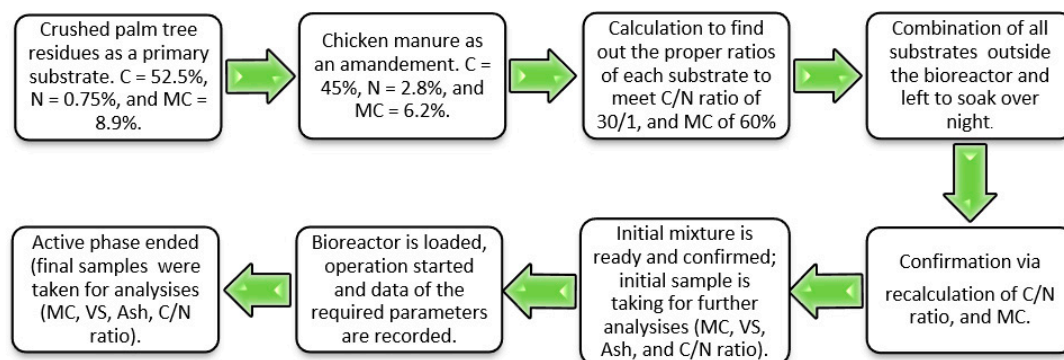 Crushed palm tree
residues as a primary
substrate. C = 52.5%,
N = 0.75%, and MC =
8.9%.
Chicken manure as
an amandement. C =
45%, N = 2.8%, and
MC = 6.2%.
Calculation to find
out the proper ratios
of each substrate to
meet C/N ratio of
30/1, and MC of 60%
Combination of all
substrates outside
the bioreactor and
left to soak over
night.
Confirmation via
recalculation of C/N
ratio, and MC.
Initial mixture is
ready and confirmed;
initial sample is
taking for further
analysises (MC, VS,
Ash, and C/N ratio).
Bioreactor is loaded,
operation started
and data of the
required parameters
are recorded.
Active phase ended
(final samples were
taken for analysises
(MC, VS, Ash, C/N
ratio).